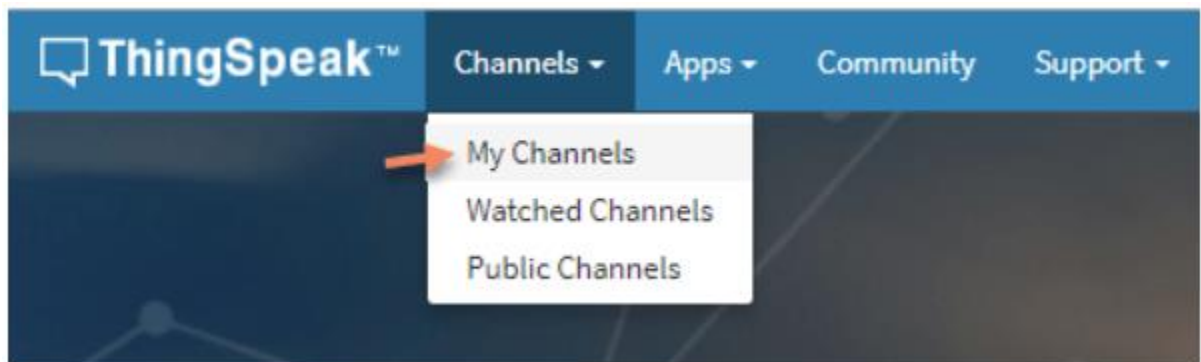 ThingSpeak™ Channels Apps Community Support
My Channels
Watched Channels
Public Channels